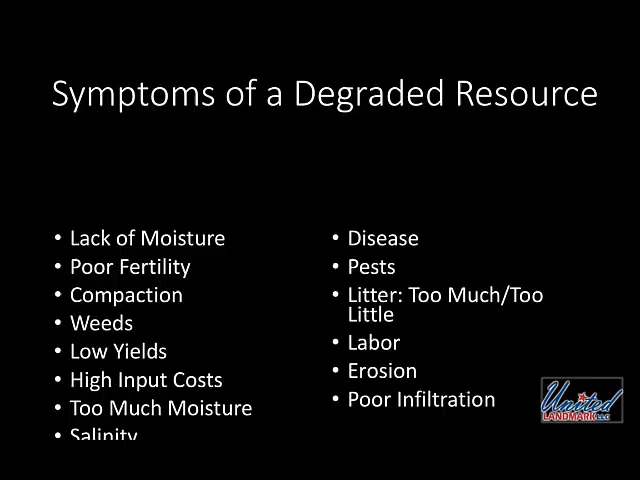 Symptoms of a Degraded Resource
• Lack of Moisture
• Poor Fertility
• Compaction
• Weeds
• Low Yields
• High Input Costs
• Too Much Moisture
• Salinity
• Disease
• Pests
• Litter: Too Much/Too
Little
• Labor
• Erosion
• Poor Infiltration
United
LANDMARK LLC